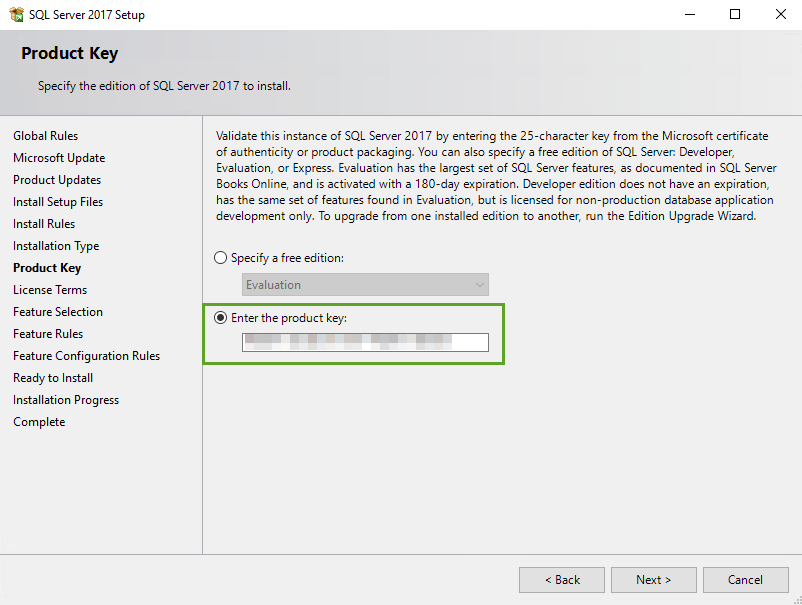 SQL Server 2017 Setup
Product Key
Specify the edition of SQL Server 2017 to install.
Global Rules
Microsoft Update
Product Updates
Install Setup Files
Install Rules
Installation Type
Product Key
License Terms
Feature Selection
Feature Rules
Feature Configuration Rules
Ready to Install
Installation Progress
Complete
Validate this instance of SQL Server 2017 by entering the 25-character key from the Microsoft certificate
of authenticity or product packaging. You can also specify a free edition of SQL Server: Developer,
Evaluation, or Express. Evaluation has the largest set of SQL Server features, as documented in SQL Server
Books Online, and is activated with a 180-day expiration. Developer edition does not have an expiration,
has the same set of features found in Evaluation, but is licensed for non-production database application
development only. To upgrade from one installed edition to another, run the Edition Upgrade Wizard.
Specify a free edition:
Evaluation
Enter the product key:
< Back
Next >
Cancel